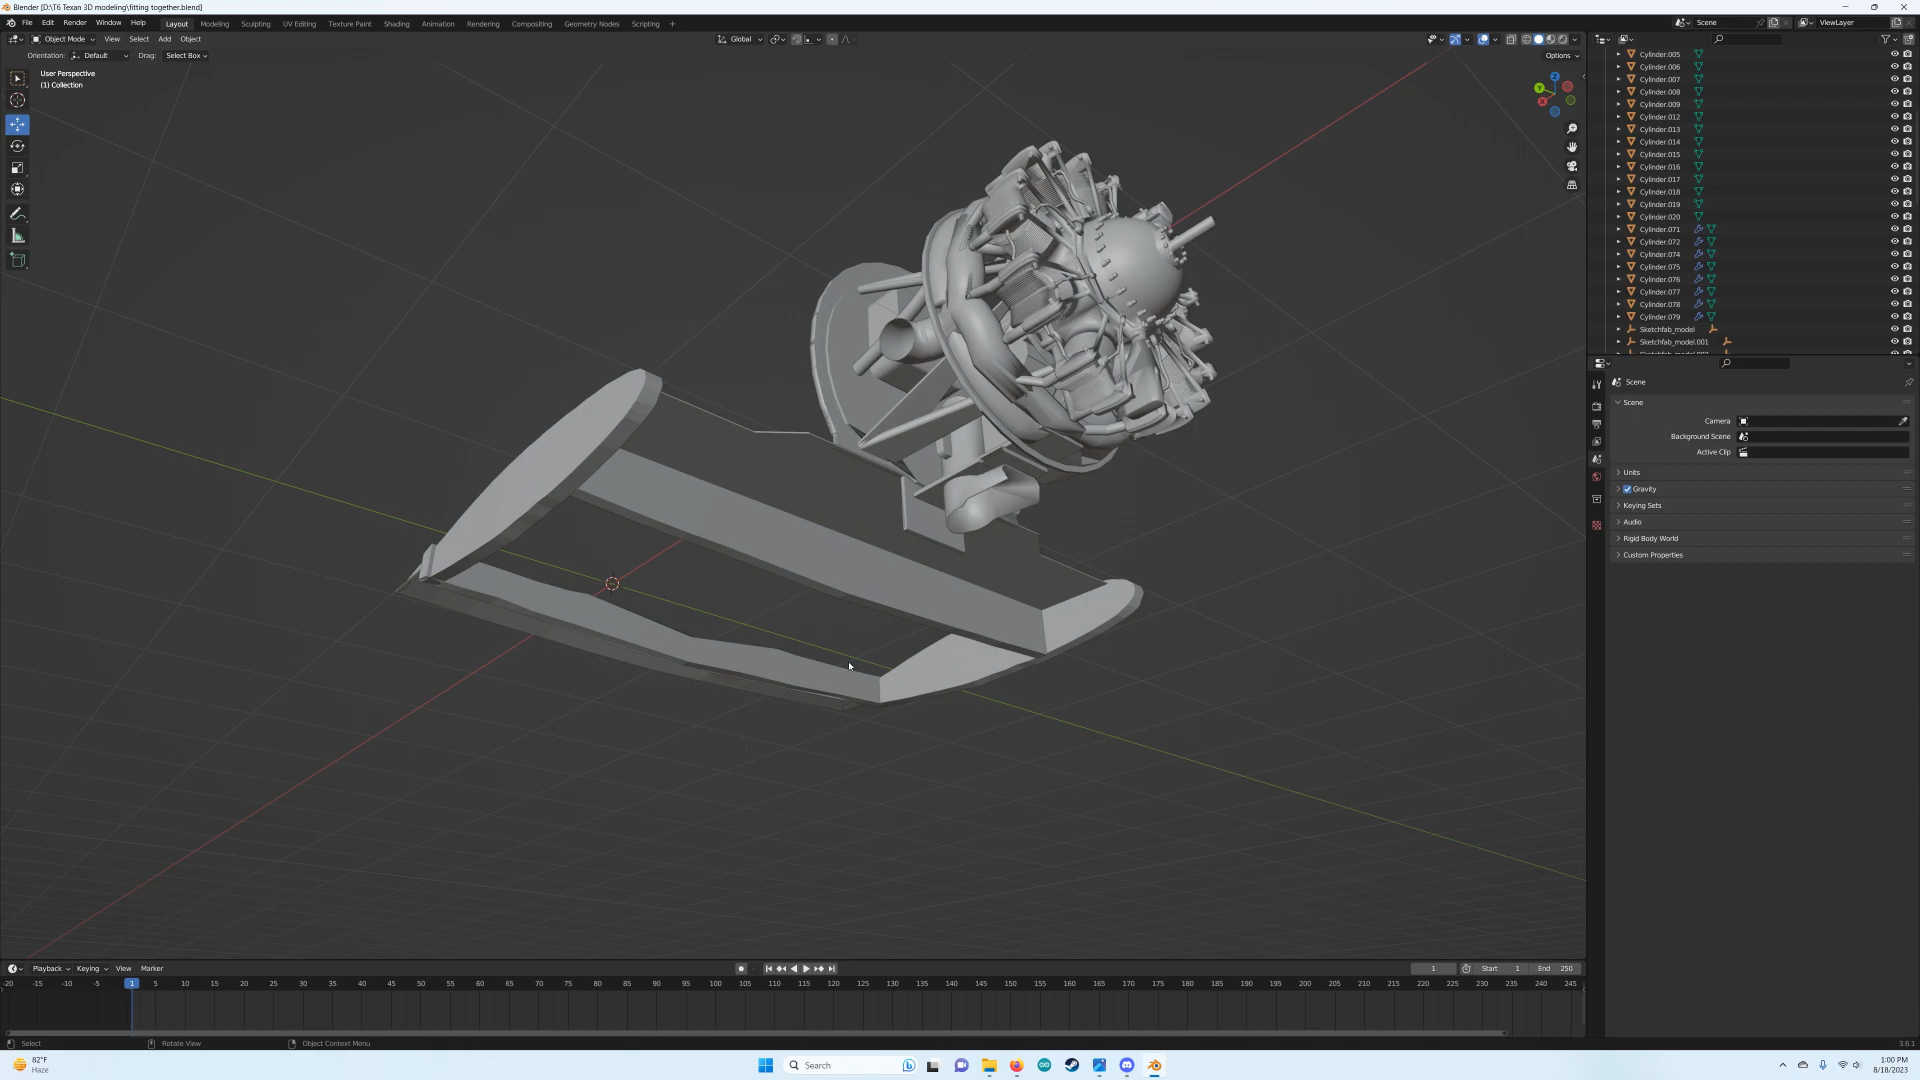 Blender [D:\T6 Texan 3D modeling\fitting together.blend]
File Edit Render Window Help Layout Modeling Sculpting UV Editing Texture Paint Shading Animation Rendering Compositing Geometry Nodes Scripting + Scene ViewLayer
Object Mode View Select Add Object Global
Orientation: Default Drag: Select Box Options
User Perspective
(1) Collection
Z
Y
X
Cylinder.005
Cylinder.006
Cylinder.007
Cylinder.008
Cylinder.009
Cylinder.012
Cylinder.013
Cylinder.014
Cylinder.015
Cylinder.016
Cylinder.017
Cylinder.018
Cylinder.019
Cylinder.020
Cylinder.071
Cylinder.072
Cylinder.074
Cylinder.075
Cylinder.076
Cylinder.077
Cylinder.078
Cylinder.079
Sketchfab_model
Sketchfab_model.001
Scene
Scene
Camera
Background Scene
Active Clip
Units
Gravity
Keying Sets
Audio
Rigid Body World
Custom Properties
Playback Keying View Marker 1 Start 1 End 250
-20 -15 -10 -5 1 5 10 15 20 25 30 35 40 45 50 55 60 65 70 75 80 85 90 95 100 105 110 115 120 125 130 135 140 145 150 155 160 165 170 175 180 185 190 195 200 205 210 215 220 225 230 235 240 245
Select Rotate View Object Context Menu 3.6.1
82°F
Haze
Search
1:00 PM
8/18/2023